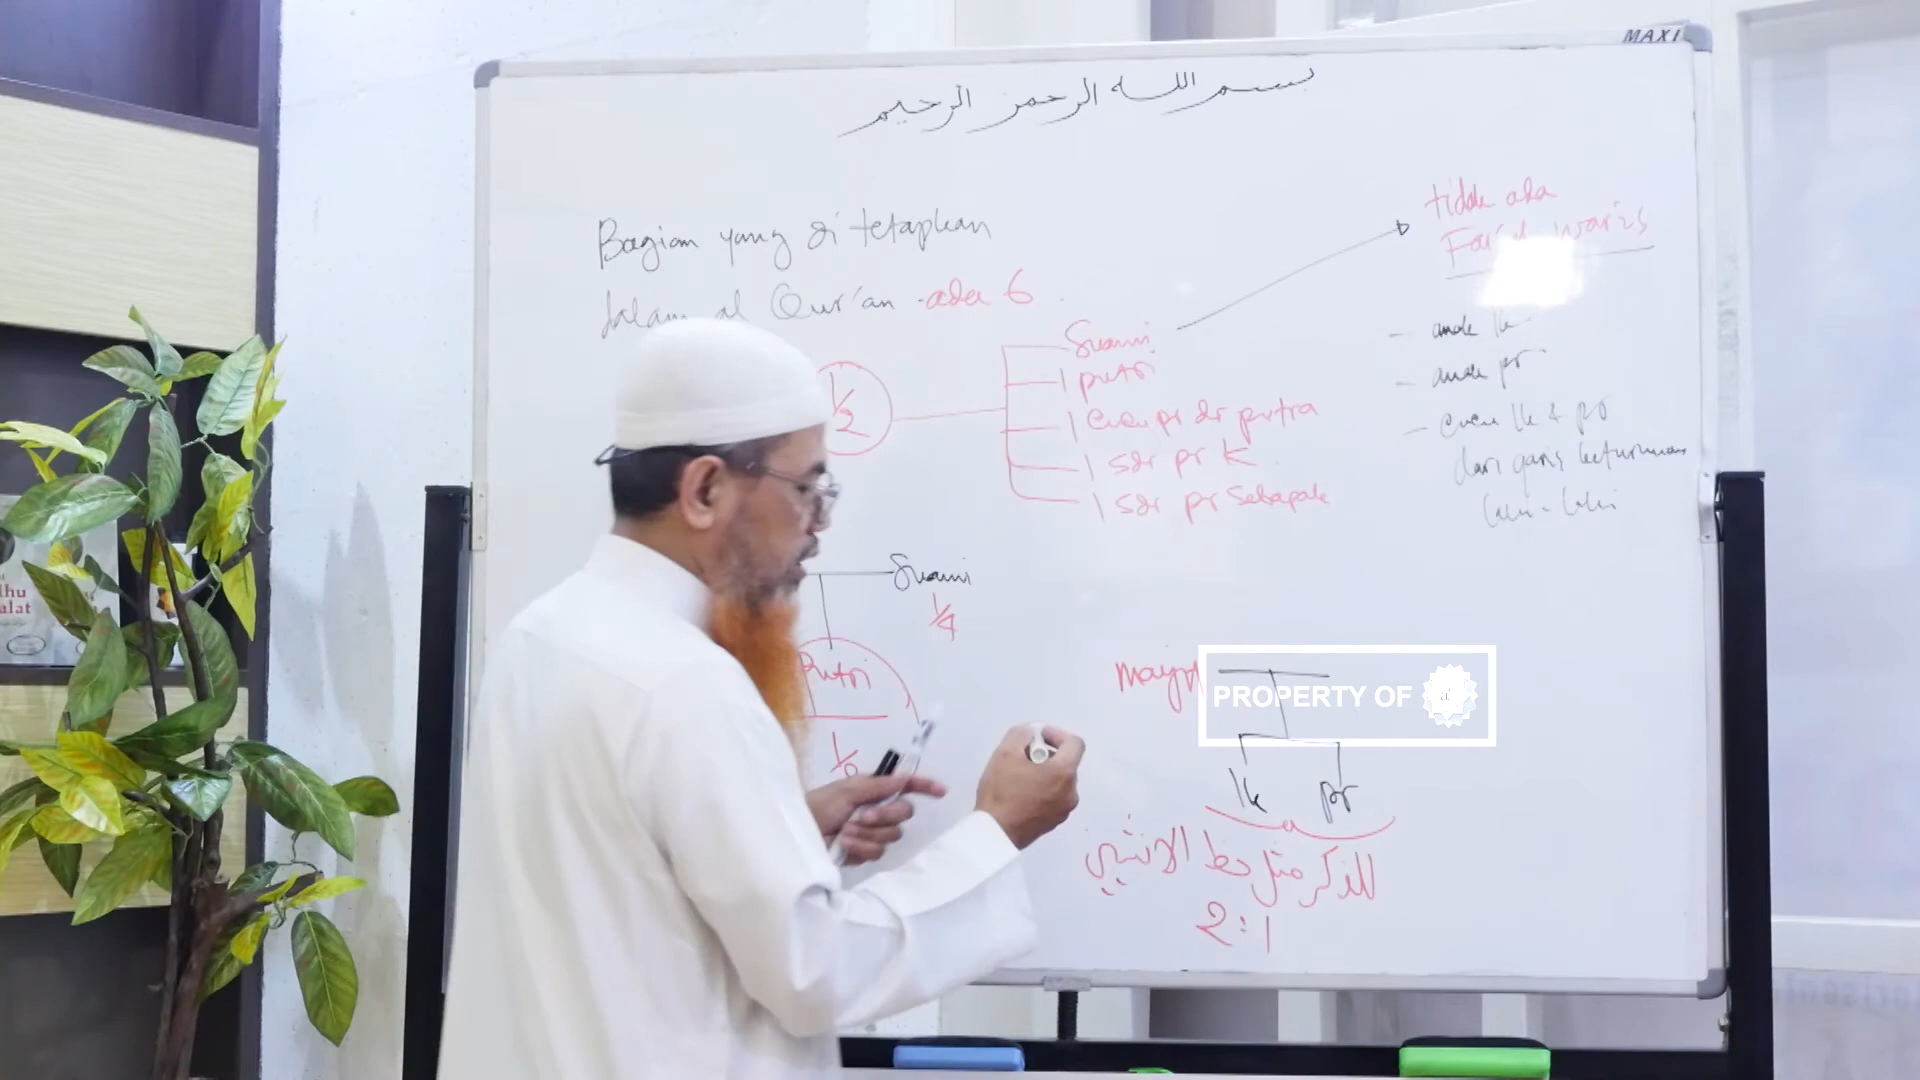 MAXI
بسم الله الرحمن الرحيم
Bagian yang di tetapkan
dalam al Qur'an ada 6
1/2
Suami
1 putri
1 cucu pr dr putra
1 sdr pr K
1 sdr pr sebapak
tidak ada
waris
- anak lk
- anak pr
- cucu lk + pr
dari garis keturunan
laki-laki
Suami
1/4
Putri
mayyi
PROPERTY OF
lk pr
للذكر مثل حظ الانثيين
2:1
lhu
alat